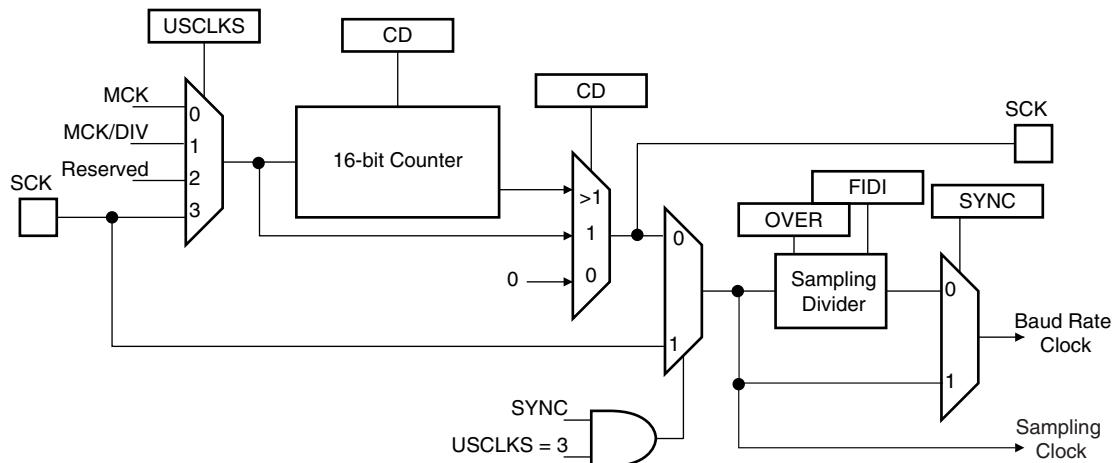 USCLKS
CD
CD
MCK
0
MCK/DIV
1
Reserved
2
SCK
3
16-bit Counter
>1
1
0
0
SCK
FIDI
OVER
SYNC
0
1
Sampling
Divider
0
1
Baud Rate
Clock
SYNC
USCLKS = 3
Sampling
Clock